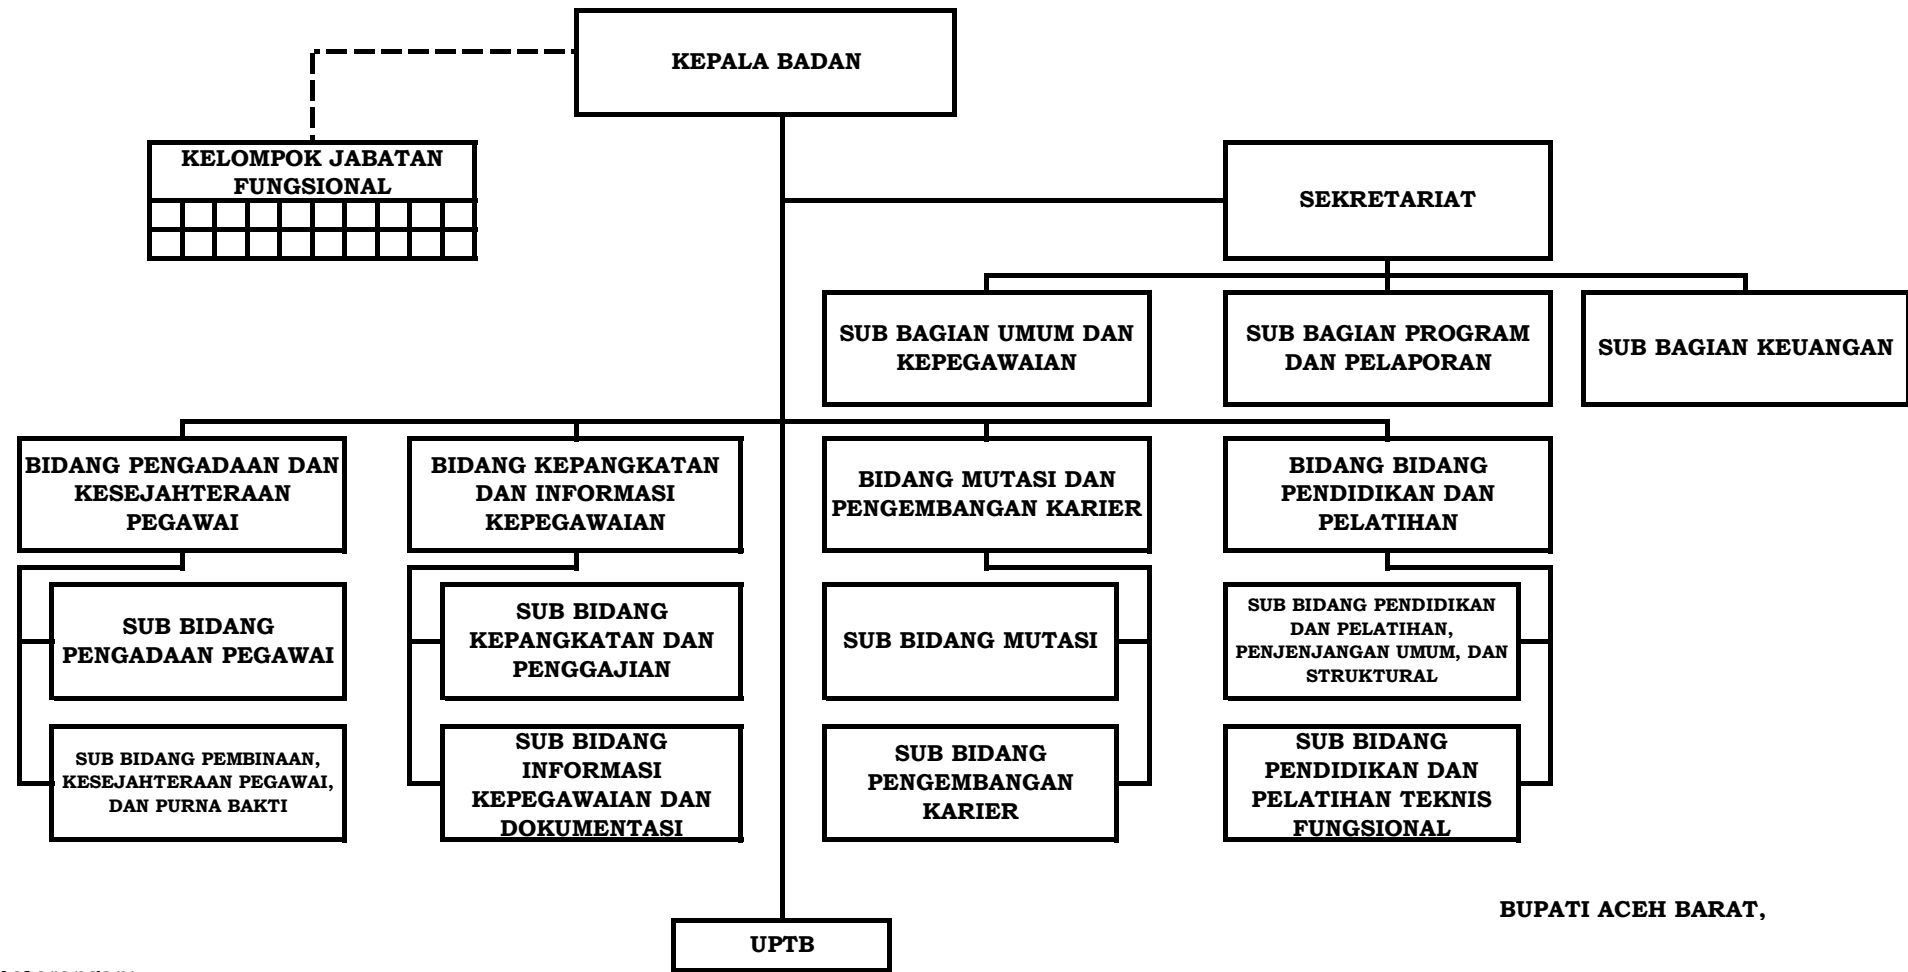 KEPALA BADAN
KELOMPOK JABATAN
FUNGSIONAL
SEKRETARIAT
SUB BAGIAN UMUM DAN
KEPEGAWAIAN
SUB BAGIAN PROGRAM
DAN PELAPORAN
SUB BAGIAN KEUANGAN
BIDANG PENGADAAN DAN
KESEJAHTERAAN
PEGAWAI
BIDANG KEPANGKATAN
DAN INFORMASI
KEPEGAWAIAN
BIDANG MUTASI DAN
PENGEMBANGAN KARIER
BIDANG BIDANG
PENDIDIKAN DAN
PELATIHAN
SUB BIDANG
PENGADAAN PEGAWAI
SUB BIDANG
KEPANGKATAN DAN
PENGGAJIAN
SUB BIDANG MUTASI
SUB BIDANG PENDIDIKAN
DAN PELATIHAN,
PENJENJANGAN UMUM, DAN
STRUKTURAL
SUB BIDANG PEMBINAAN,
KESEJAHTERAAN PEGAWAI,
DAN PURNA BAKTI
SUB BIDANG
INFORMASI
KEPEGAWAIAN DAN
DOKUMENTASI
SUB BIDANG
PENGEMBANGAN
KARIER
SUB BIDANG
PENDIDIKAN DAN
PELATIHAN TEKNIS
FUNGSIONAL
BUPATI ACEH BARAT,
UPTB